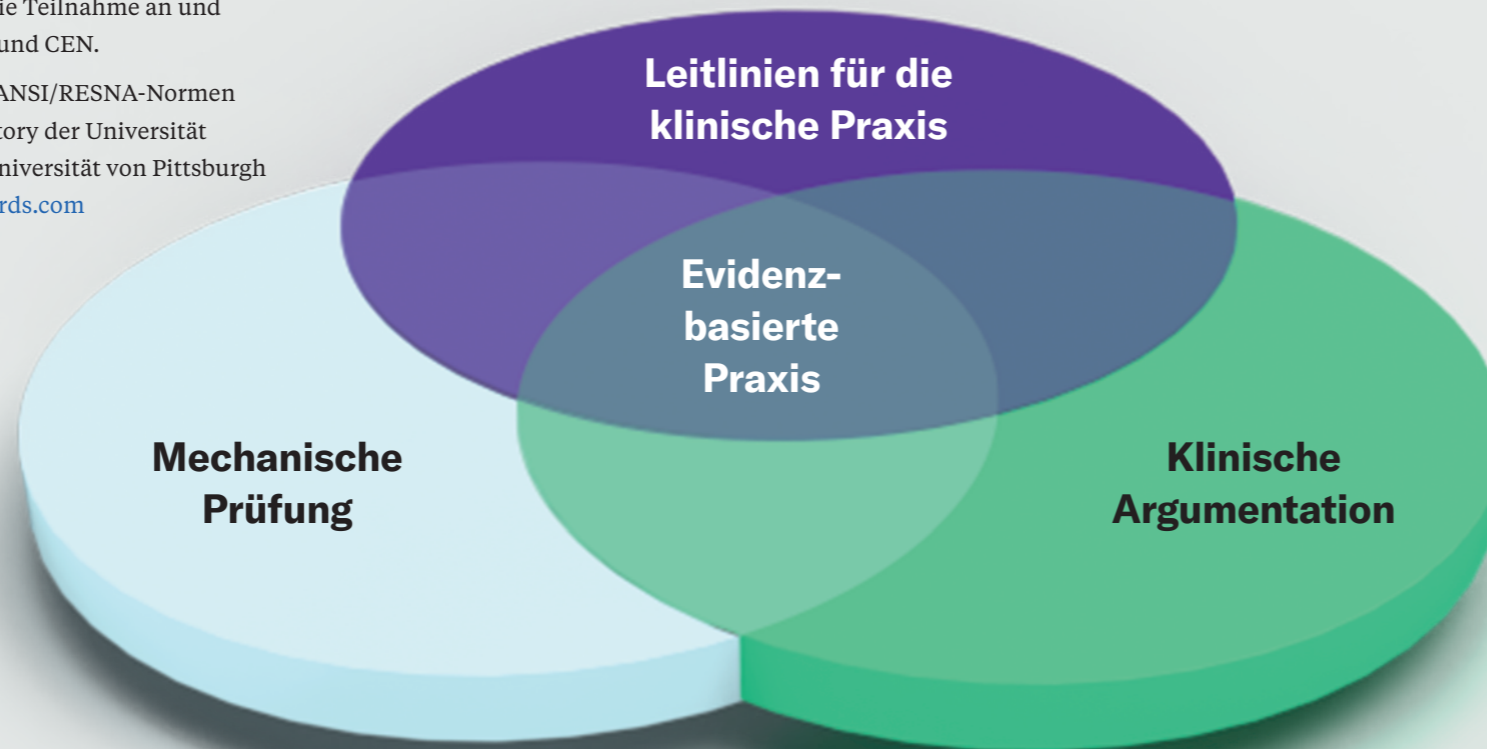 ie Teilnahme an und
und CEN.
ANSI/RESNA-Normen
tory der Universität
niversität von Pittsburgh
rds.com
Leitlinien für die
klinische Praxis
Evidenz-
basierte
Praxis
Mechanische
Prüfung
Klinische
Argumentation